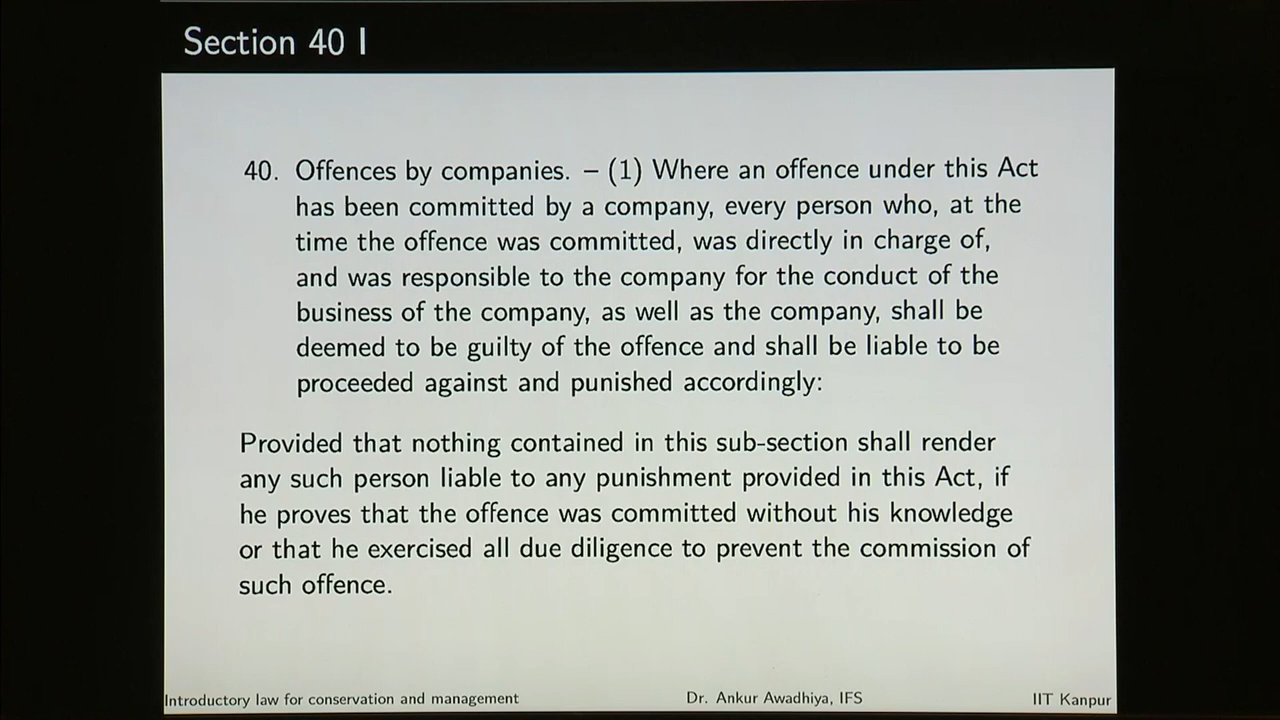 Section 40 I
40. Offences by companies. – (1) Where an offence under this Act
has been committed by a company, every person who, at the
time the offence was committed, was directly in charge of,
and was responsible to the company for the conduct of the
business of the company, as well as the company, shall be
deemed to be guilty of the offence and shall be liable to be
proceeded against and punished accordingly:
Provided that nothing contained in this sub-section shall render
any such person liable to any punishment provided in this Act, if
he proves that the offence was committed without his knowledge
or that he exercised all due diligence to prevent the commission of
such offence.
Introductory law for conservation and management Dr. Ankur Awadhiya, IFS IIT Kanpur